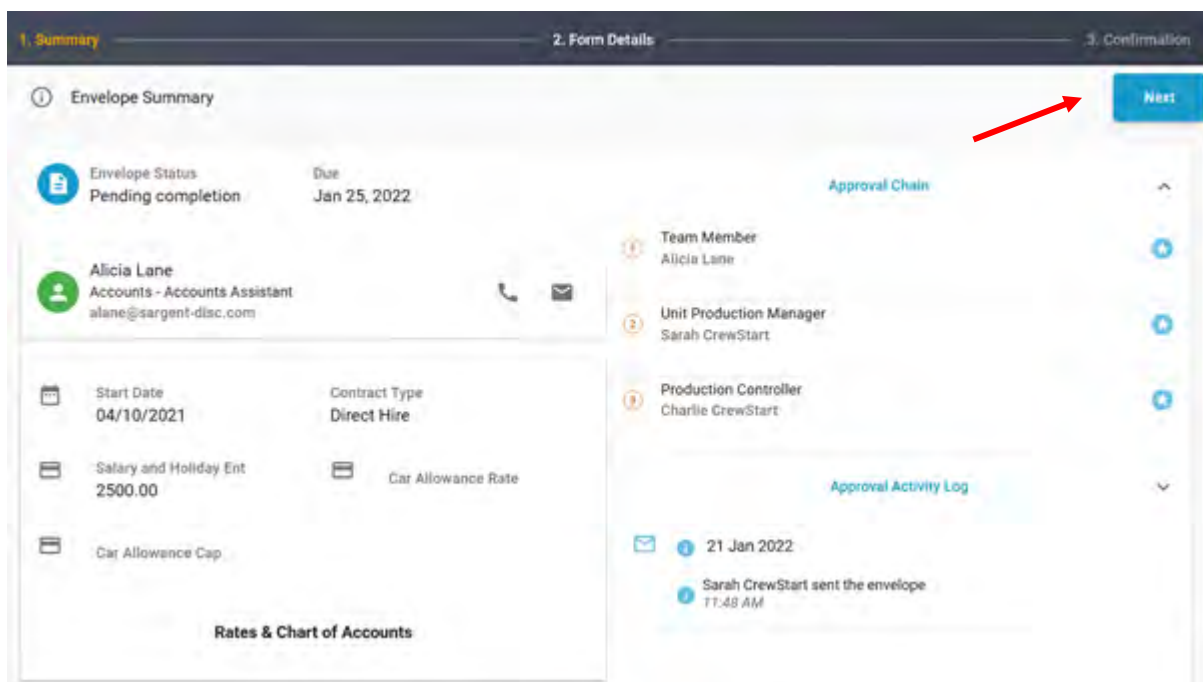 1. Summary
2. Form Details
3. Confirmation
Envelope Summary
Next
Envelope Status
Pending completion
Due
Jan 25, 2022
Alicia Lane
Accounts - Accounts Assistant
alane@sargent-disc.com
Start Date
04/10/2021
Contract Type
Direct Hire
Salary and Holiday Ent
2500.00
Car Allowance Rate
Car Allowance Cap
Rates & Chart of Accounts
Approval Chain
1
Team Member
Alicia Lane
2
Unit Production Manager
Sarah CrewStart
Production Controller
Charlie CrewStart
Approval Activity Log
21 Jan 2022
Sarah CrewStart sent the envelope
11:48 AM